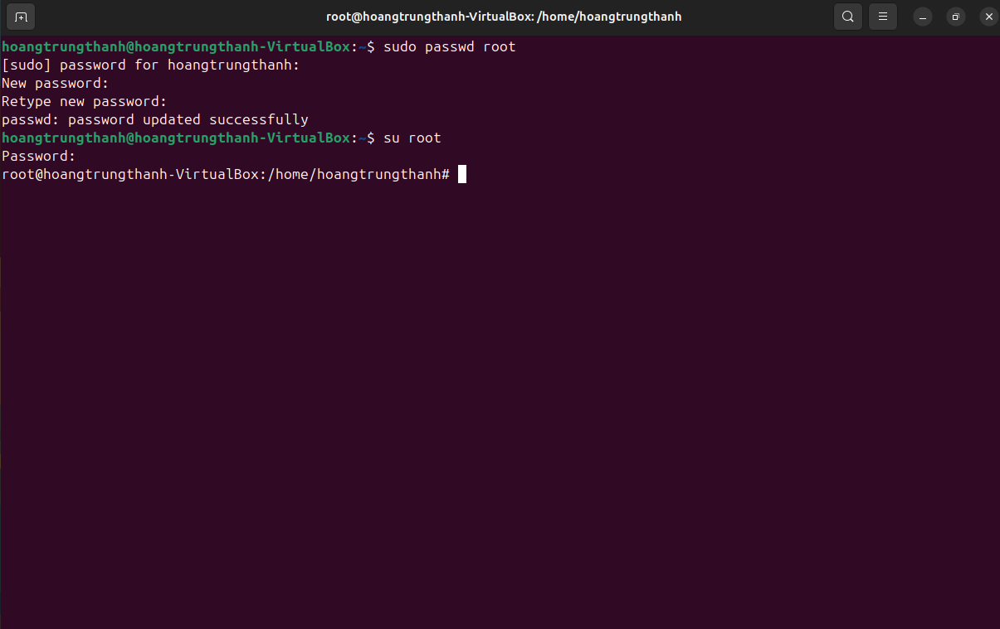 root@hoangtrungthanh-VirtualBox: /home/hoangtrungthanh
hoangtrungthanh@hoangtrungthanh-VirtualBox:~$ sudo passwd root
[sudo] password for hoangtrungthanh:
New password:
Retype new password:
passwd: password updated successfully
hoangtrungthanh@hoangtrungthanh-VirtualBox:~$ su root
Password:
root@hoangtrungthanh-VirtualBox:/home/hoangtrungthanh#